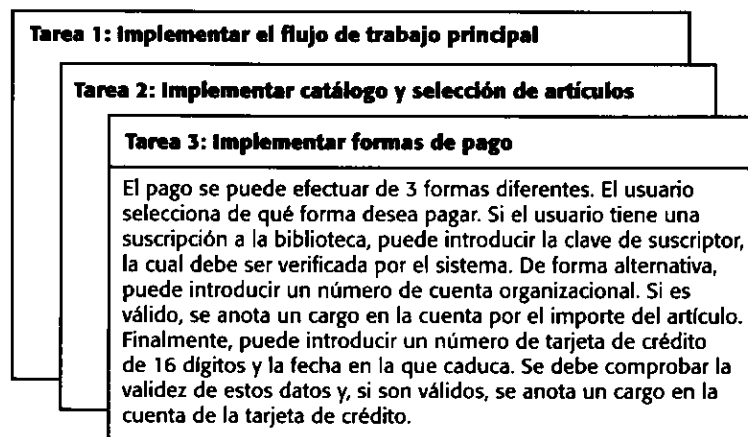 Tarea 1: Implementar el flujo de trabajo principal
Tarea 2: Implementar catálogo y selección de artículos
Tarea 3: Implementar formas de pago
El pago se puede efectuar de 3 formas diferentes. El usuario
selecciona de qué forma desea pagar. Si el usuario tiene una
suscripción a la biblioteca, puede introducir la clave de suscriptor,
la cual debe ser verificada por el sistema. De forma alternativa,
puede introducir un número de cuenta organizacional. Si es
válido, se anota un cargo en la cuenta por el importe del artículo.
Finalmente, puede introducir un número de tarjeta de crédito
de 16 dígitos y la fecha en la que caduca. Se debe comprobar la
validez de estos datos y, si son válidos, se anota un cargo en la
cuenta de la tarjeta de crédito.